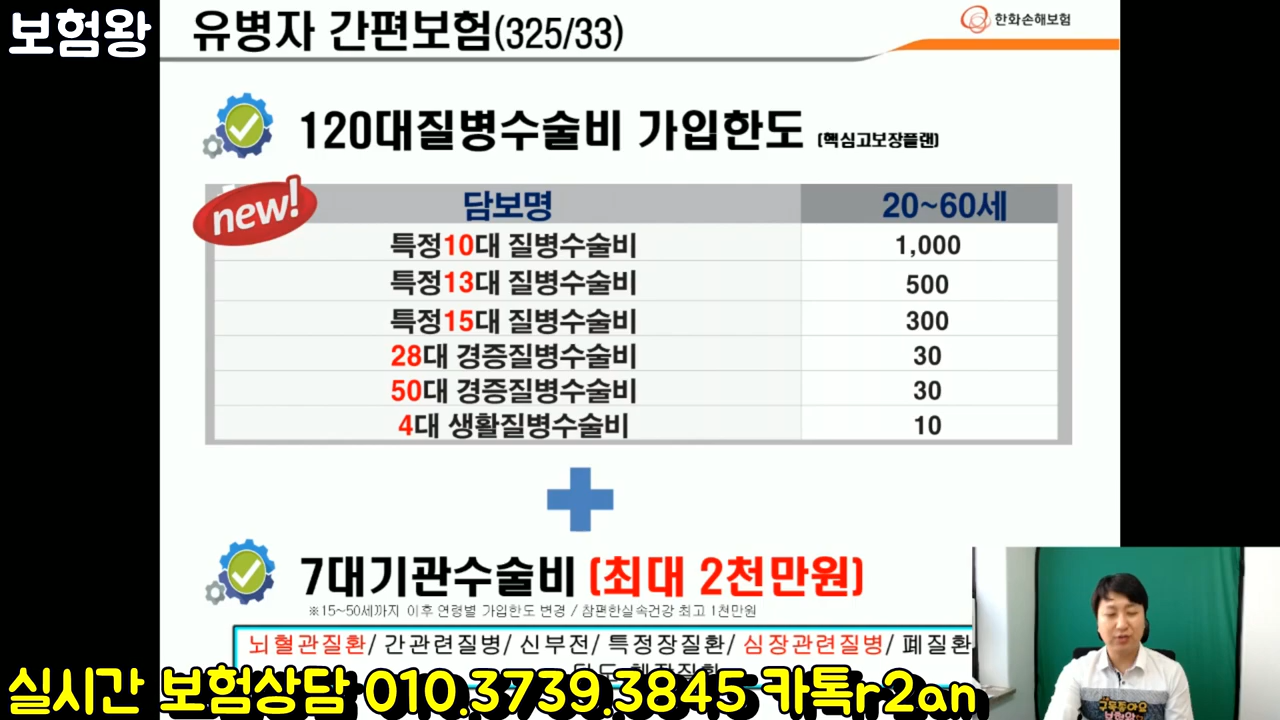 보험왕
유병자 간편보험(325/33)
한화손해보험
120대질병수술비 가입한도 (핵심고보장플랜)
new!
담보명 20~60세
특정10대 질병수술비 1,000
특정13대 질병수술비 500
특정15대 질병수술비 300
28대 경증질병수술비 30
50대 경증질병수술비 30
4대 생활질병수술비 10
7대기관수술비 (최대 2천만원)
※15~50세까지 이후 연령별 가입한도 변경 / 참편한실속건강 최고 1천만원
뇌혈관질환/ 간관련질병/ 신부전/ 특정장질환/ 심장관련질병/ 폐질환
실시간 보험상담 010.3739.3845 카톡r2an
구독좋아요